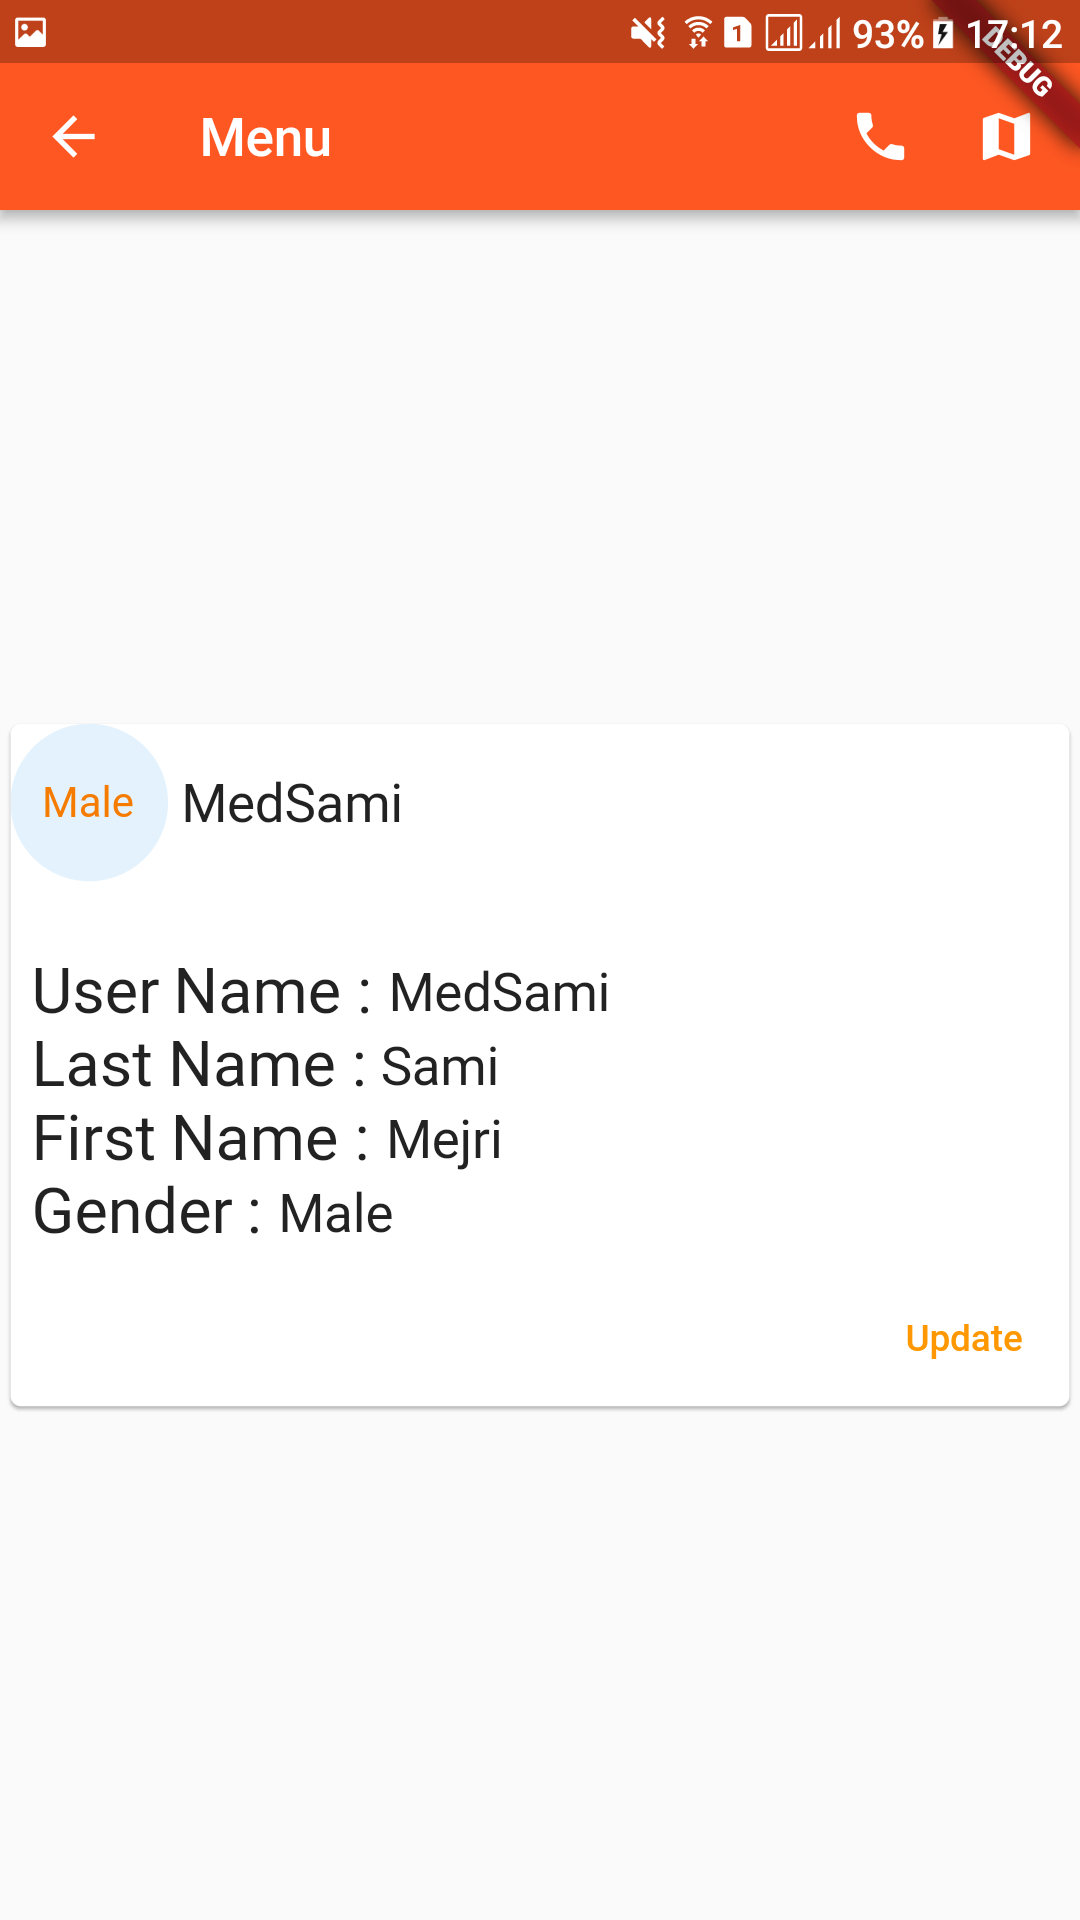 1 93% 17:12
DEBUG
Menu
Male MedSami
User Name : MedSami
Last Name : Sami
First Name : Mejri
Gender : Male
Update